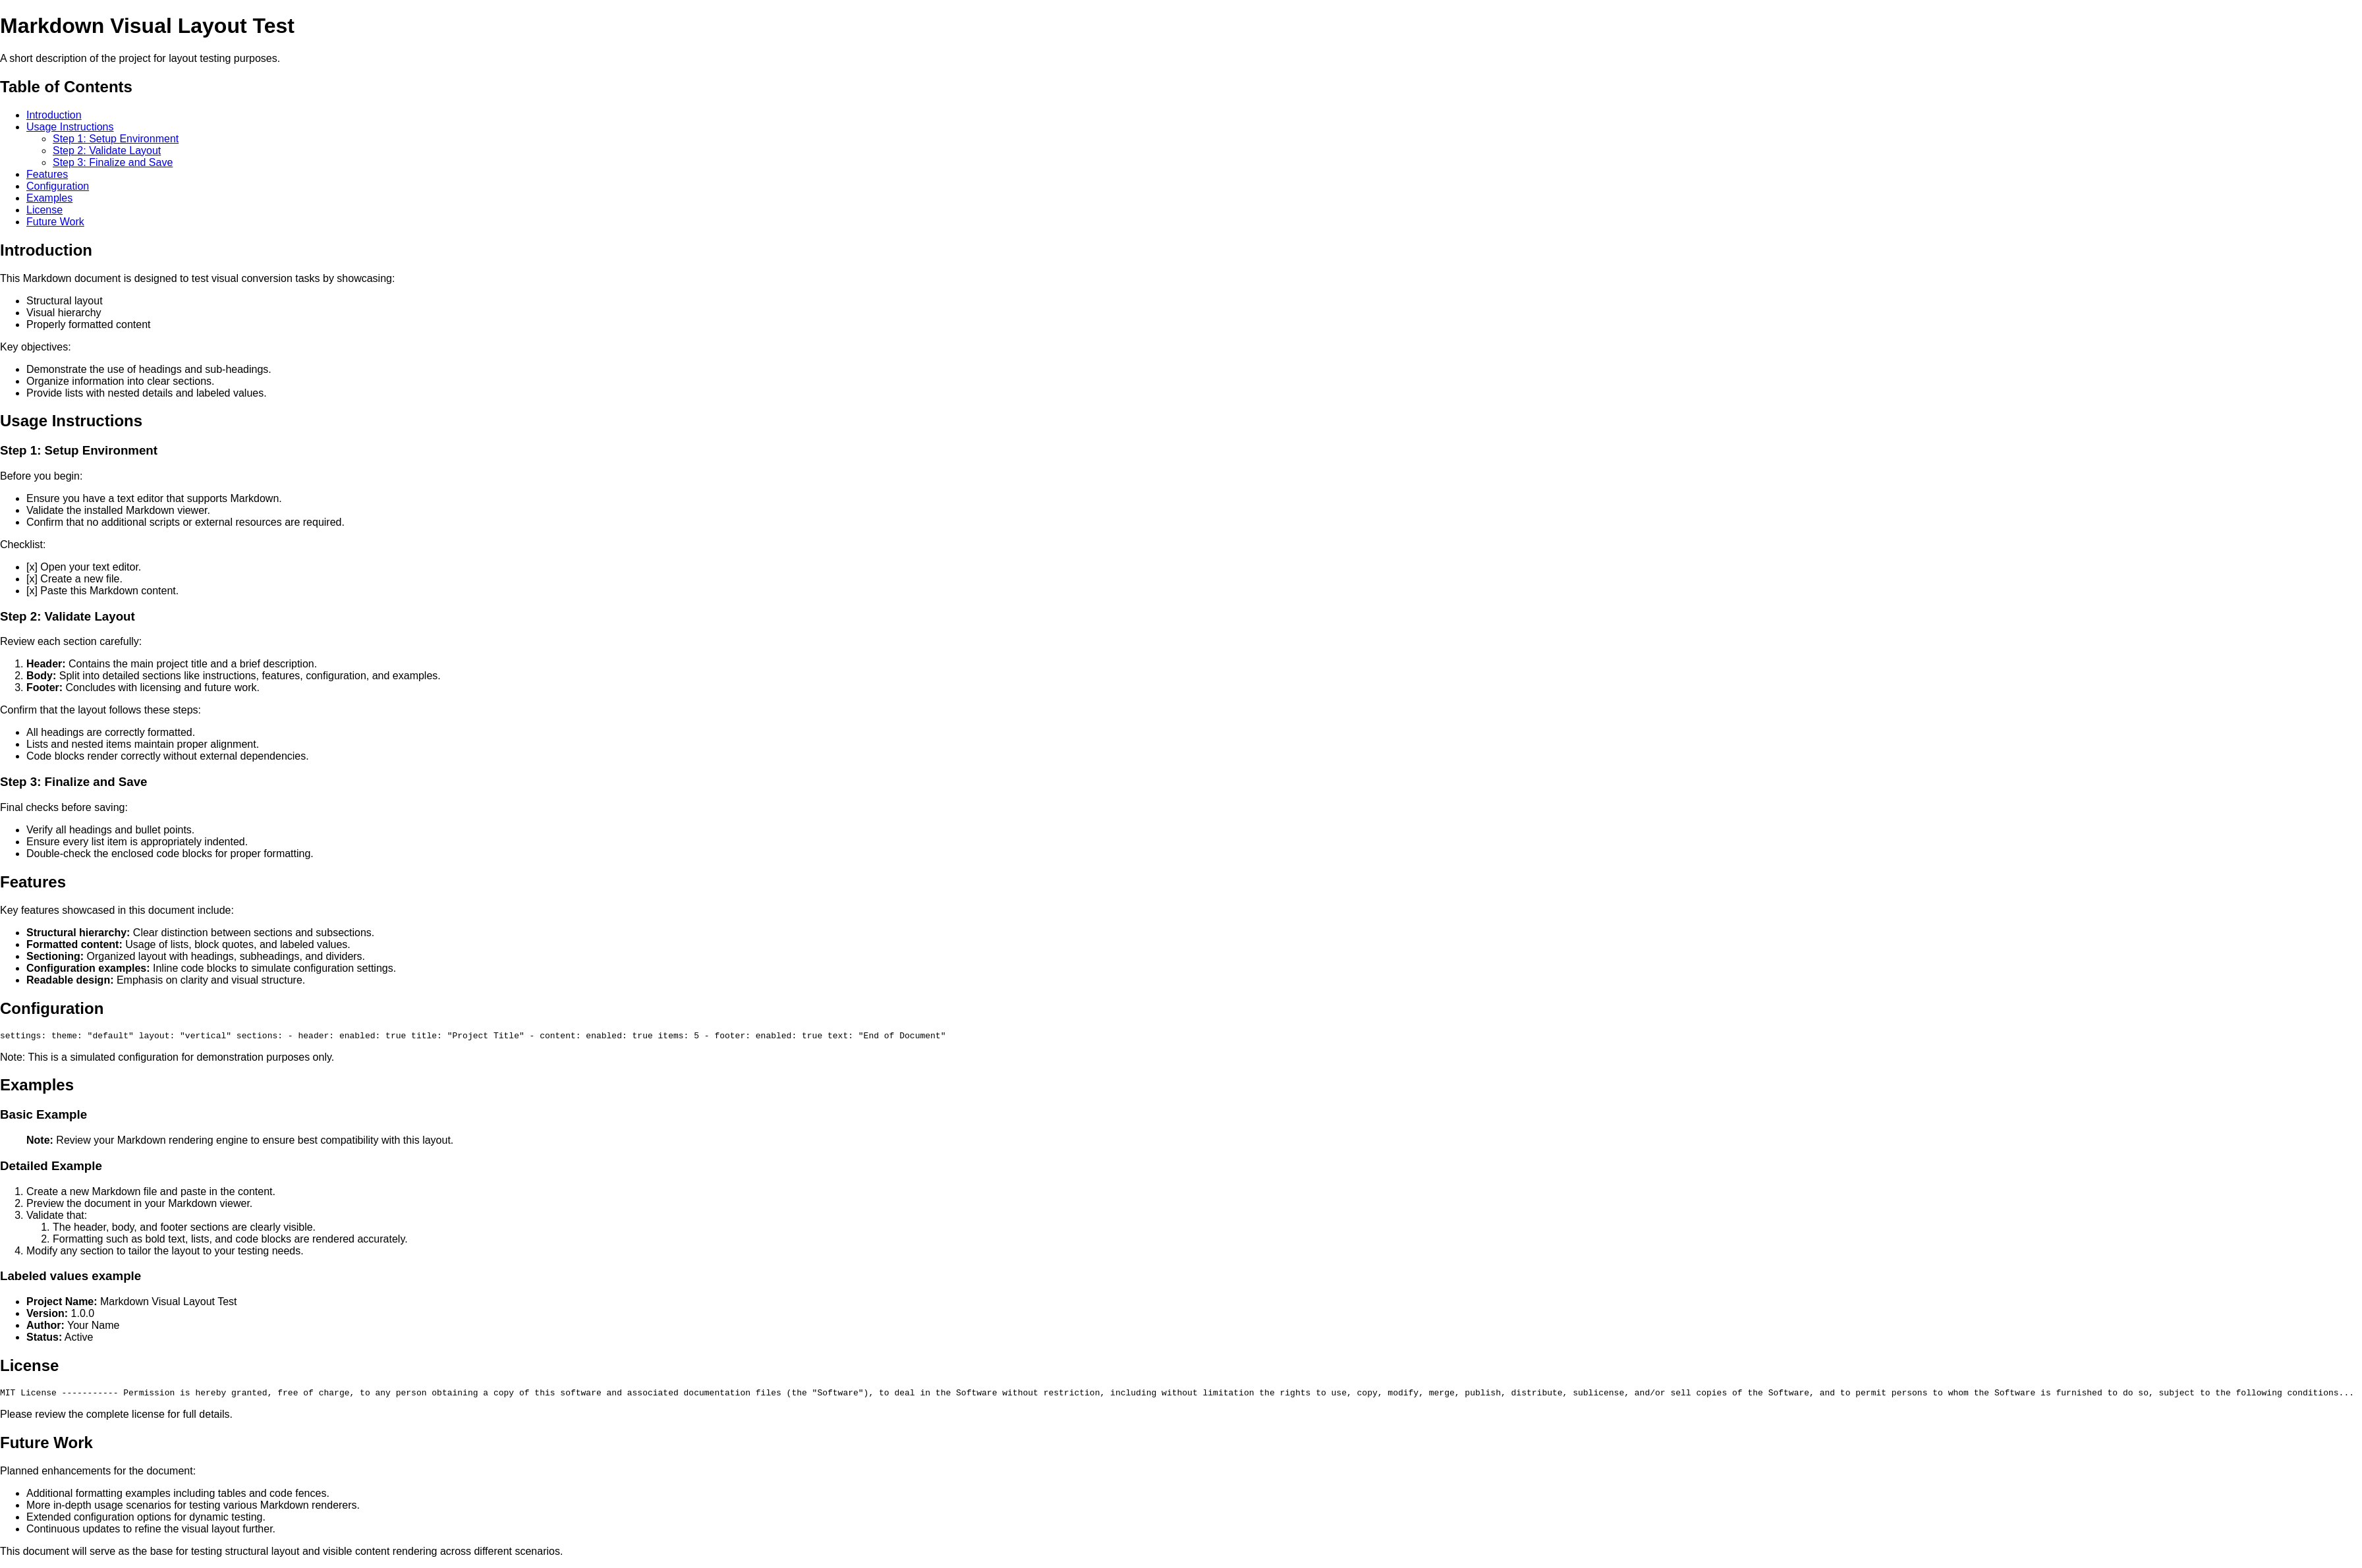 Markdown Visual Layout Test
A short description of the project for layout testing purposes.
Table of Contents
• Introduction
• Usage Instructions
◦ Step 1: Setup Environment
◦ Step 2: Validate Layout
◦ Step 3: Finalize and Save
• Features
• Configuration
• Examples
• License
• Future Work
Introduction
This Markdown document is designed to test visual conversion tasks by showcasing:
• Structural layout
• Visual hierarchy
• Properly formatted content
Key objectives:
• Demonstrate the use of headings and sub-headings.
• Organize information into clear sections.
• Provide lists with nested details and labeled values.
Usage Instructions
Step 1: Setup Environment
Before you begin:
• Ensure you have a text editor that supports Markdown.
• Validate the installed Markdown viewer.
• Confirm that no additional scripts or external resources are required.
Checklist:
• [x] Open your text editor.
• [x] Create a new file.
• [x] Paste this Markdown content.
Step 2: Validate Layout
Review each section carefully:
1. Header: Contains the main project title and a brief description.
2. Body: Split into detailed sections like instructions, features, configuration, and examples.
3. Footer: Concludes with licensing and future work.
Confirm that the layout follows these steps:
• All headings are correctly formatted.
• Lists and nested items maintain proper alignment.
• Code blocks render correctly without external dependencies.
Step 3: Finalize and Save
Final checks before saving:
• Verify all headings and bullet points.
• Ensure every list item is appropriately indented.
• Double-check the enclosed code blocks for proper formatting.
Features
Key features showcased in this document include:
• Structural hierarchy: Clear distinction between sections and subsections.
• Formatted content: Usage of lists, block quotes, and labeled values.
• Sectioning: Organized layout with headings, subheadings, and dividers.
• Configuration examples: Inline code blocks to simulate configuration settings.
• Readable design: Emphasis on clarity and visual structure.
Configuration
settings: theme: "default" layout: "vertical" sections: - header: enabled: true title: "Project Title" - content: enabled: true items: 5 - footer: enabled: true text: "End of Document"
Note: This is a simulated configuration for demonstration purposes only.
Examples
Basic Example
Note: Review your Markdown rendering engine to ensure best compatibility with this layout.
Detailed Example
1. Create a new Markdown file and paste in the content.
2. Preview the document in your Markdown viewer.
3. Validate that:
1. The header, body, and footer sections are clearly visible.
2. Formatting such as bold text, lists, and code blocks are rendered accurately.
4. Modify any section to tailor the layout to your testing needs.
Labeled values example
• Project Name: Markdown Visual Layout Test
• Version: 1.0.0
• Author: Your Name
• Status: Active
License
MIT License ----------- Permission is hereby granted, free of charge, to any person obtaining a copy of this software and associated documentation files (the "Software"), to deal in the Software without restriction, including without limitation the rights to use, copy, modify, merge, publish, distribute, sublicense, and/or sell copies of the Software, and to permit persons to whom the Software is furnished to do so, subject to the following conditions...
Please review the complete license for full details.
Future Work
Planned enhancements for the document:
• Additional formatting examples including tables and code fences.
• More in-depth usage scenarios for testing various Markdown renderers.
• Extended configuration options for dynamic testing.
• Continuous updates to refine the visual layout further.
This document will serve as the base for testing structural layout and visible content rendering across different scenarios.